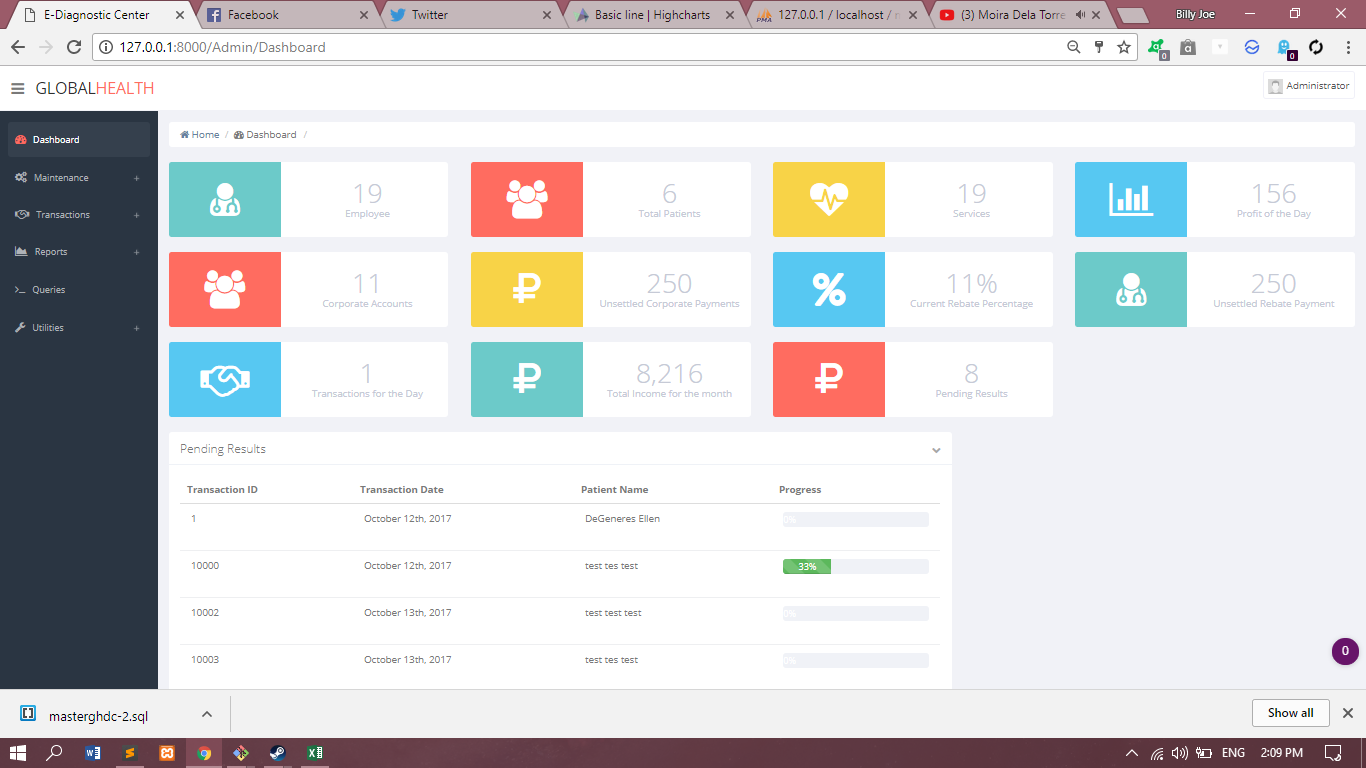 E-Diagnostic Center
Facebook
Twitter
Basic line | Highcharts
127.0.0.1 / localhost /
(3) Moira Dela Torre
Billy Joe
127.0.0.1:8000/Admin/Dashboard
0
0
GLOBALHEALTH
Administrator
Dashboard
Maintenance +
Transactions +
Reports +
Queries
Utilities +
Home / Dashboard /
19
Employee
6
Total Patients
19
Services
156
Profit of the Day
11
Corporate Accounts
250
Unsettled Corporate Payments
11%
Current Rebate Percentage
250
Unsettled Rebate Payment
1
Transactions for the Day
8,216
Total Income for the month
8
Pending Results
Pending Results
Transaction ID Transaction Date Patient Name Progress
1 October 12th, 2017 DeGeneres Ellen 0%
10000 October 12th, 2017 test tes test 33%
10002 October 13th, 2017 test test test 0%
10003 October 13th, 2017 test tes test 0%
0
masterghdc-2.sql
Show all
ENG 2:09 PM